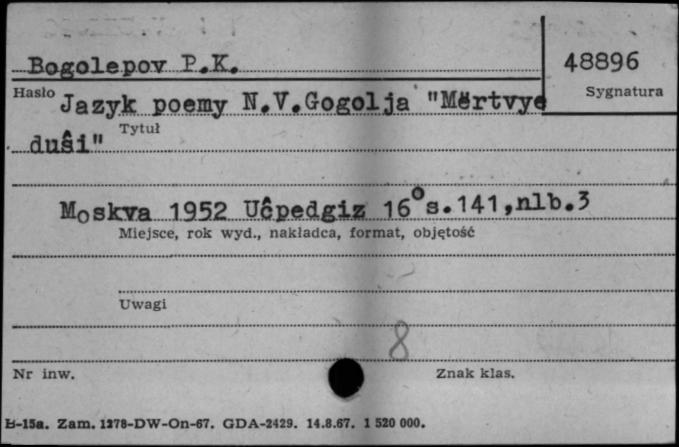 Bogolepov P.K.
48896
Hasło
Sygnatura
Jazyk poemy N.V.Gogolja "Mërtvye
Tytuł
duŝi"
Moskva 1952 Uĉpedgiz 16° s.141,nlb.3
Miejsce, rok wyd., nakładca, format, objętość
Uwagi
8
Nr inw.
Znak klas.
B-15a. Zam. 1278-DW-On-67. GDA-2429. 14.8.67. 1 520 000.